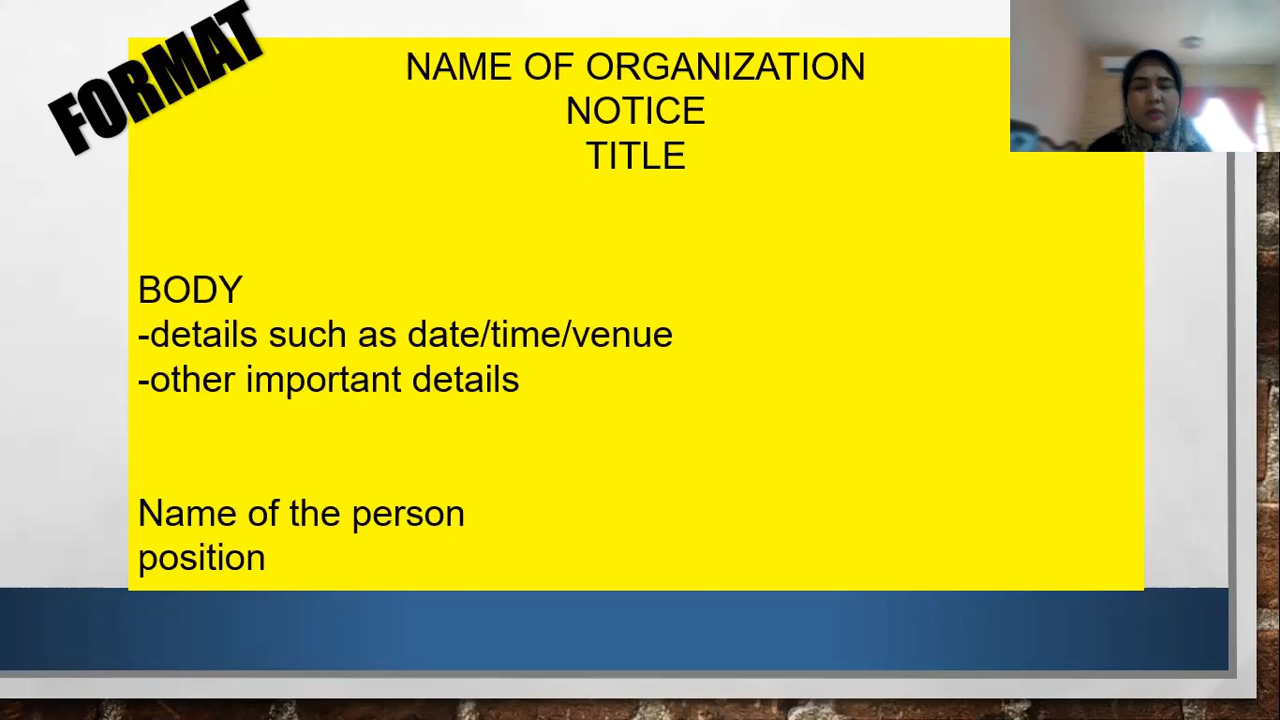 FORMAT
NAME OF ORGANIZATION
NOTICE
TITLE
BODY
-details such as date/time/venue
-other important details
Name of the person
position